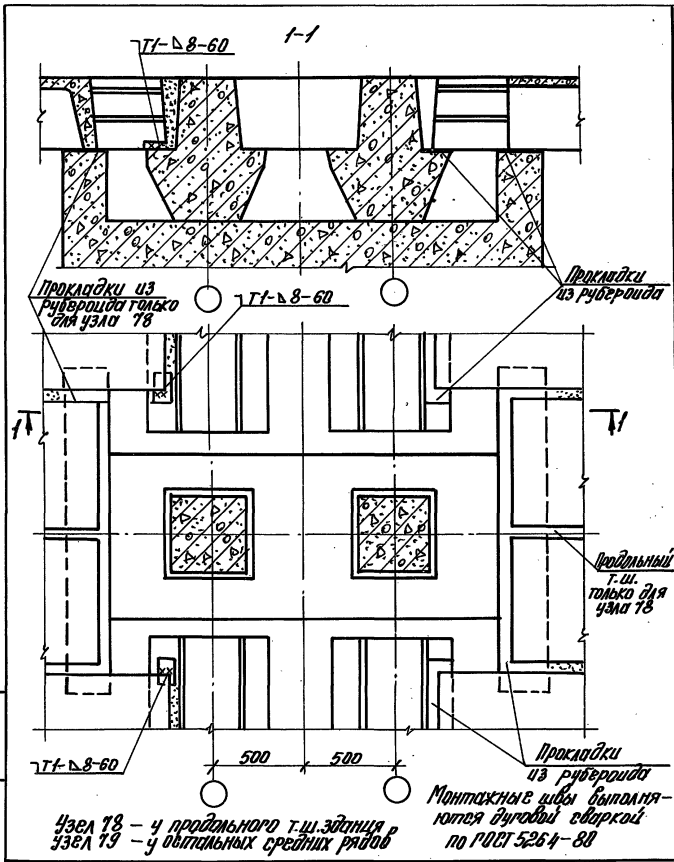 1-1
Т1-⊿8-60
Прокладки из
рубероида только
для узла 78
Т1-⊿8-60
Прокладки
из рубероида
1
1
Продольный
т.ш.
только для
узла 78
Т1-⊿8-60
500
500
Прокладки
из рубероида
Узел 78 – у продольного т.ш. здания
Узел 79 – у остальных средних рядов
Монтажные швы выполня-
ются дуговой сваркой
по ГОСТ 5264-80